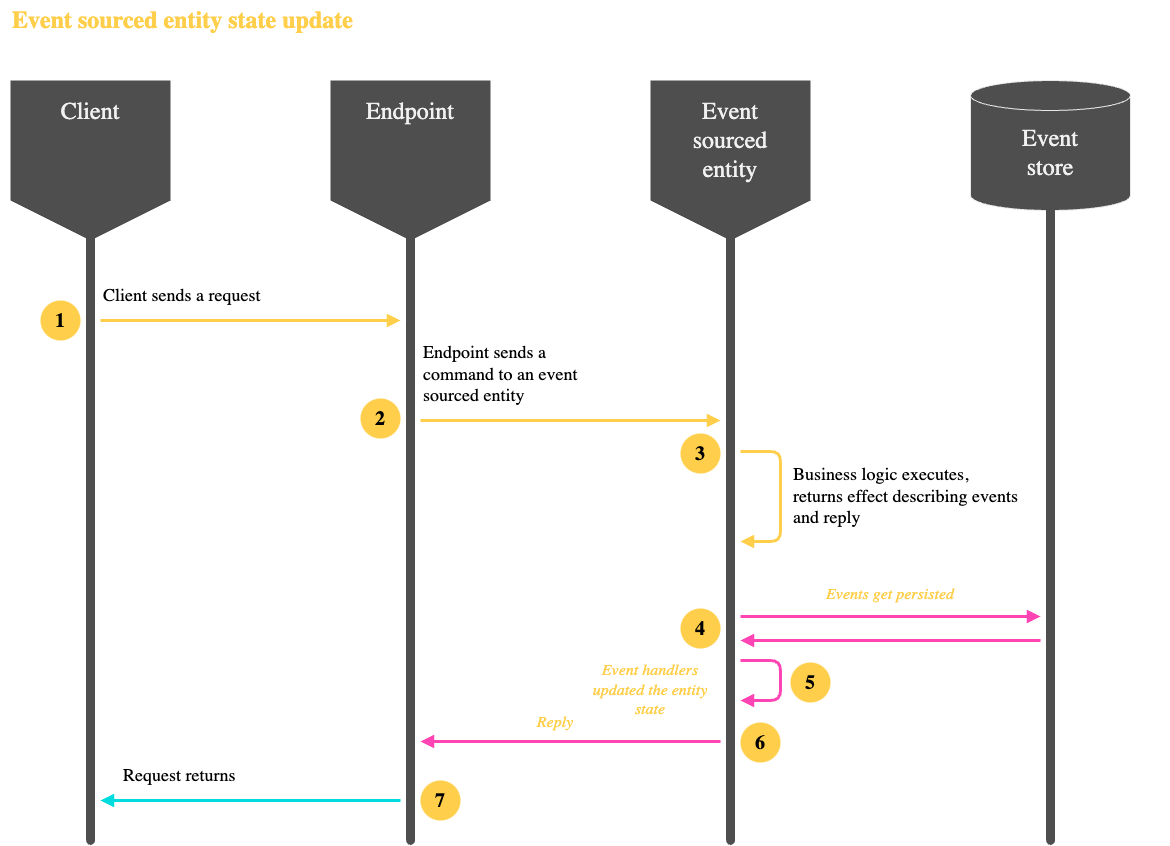 Event sourced entity state update
Client
Endpoint
Event
sourced
entity
Event
store
Client sends a request
1
Endpoint sends a
command to an event
sourced entity
2
3
Business logic executes,
returns effect describing events
and reply
Events get persisted
4
Event handlers
updated the entity
state
5
Reply
6
Request returns
7